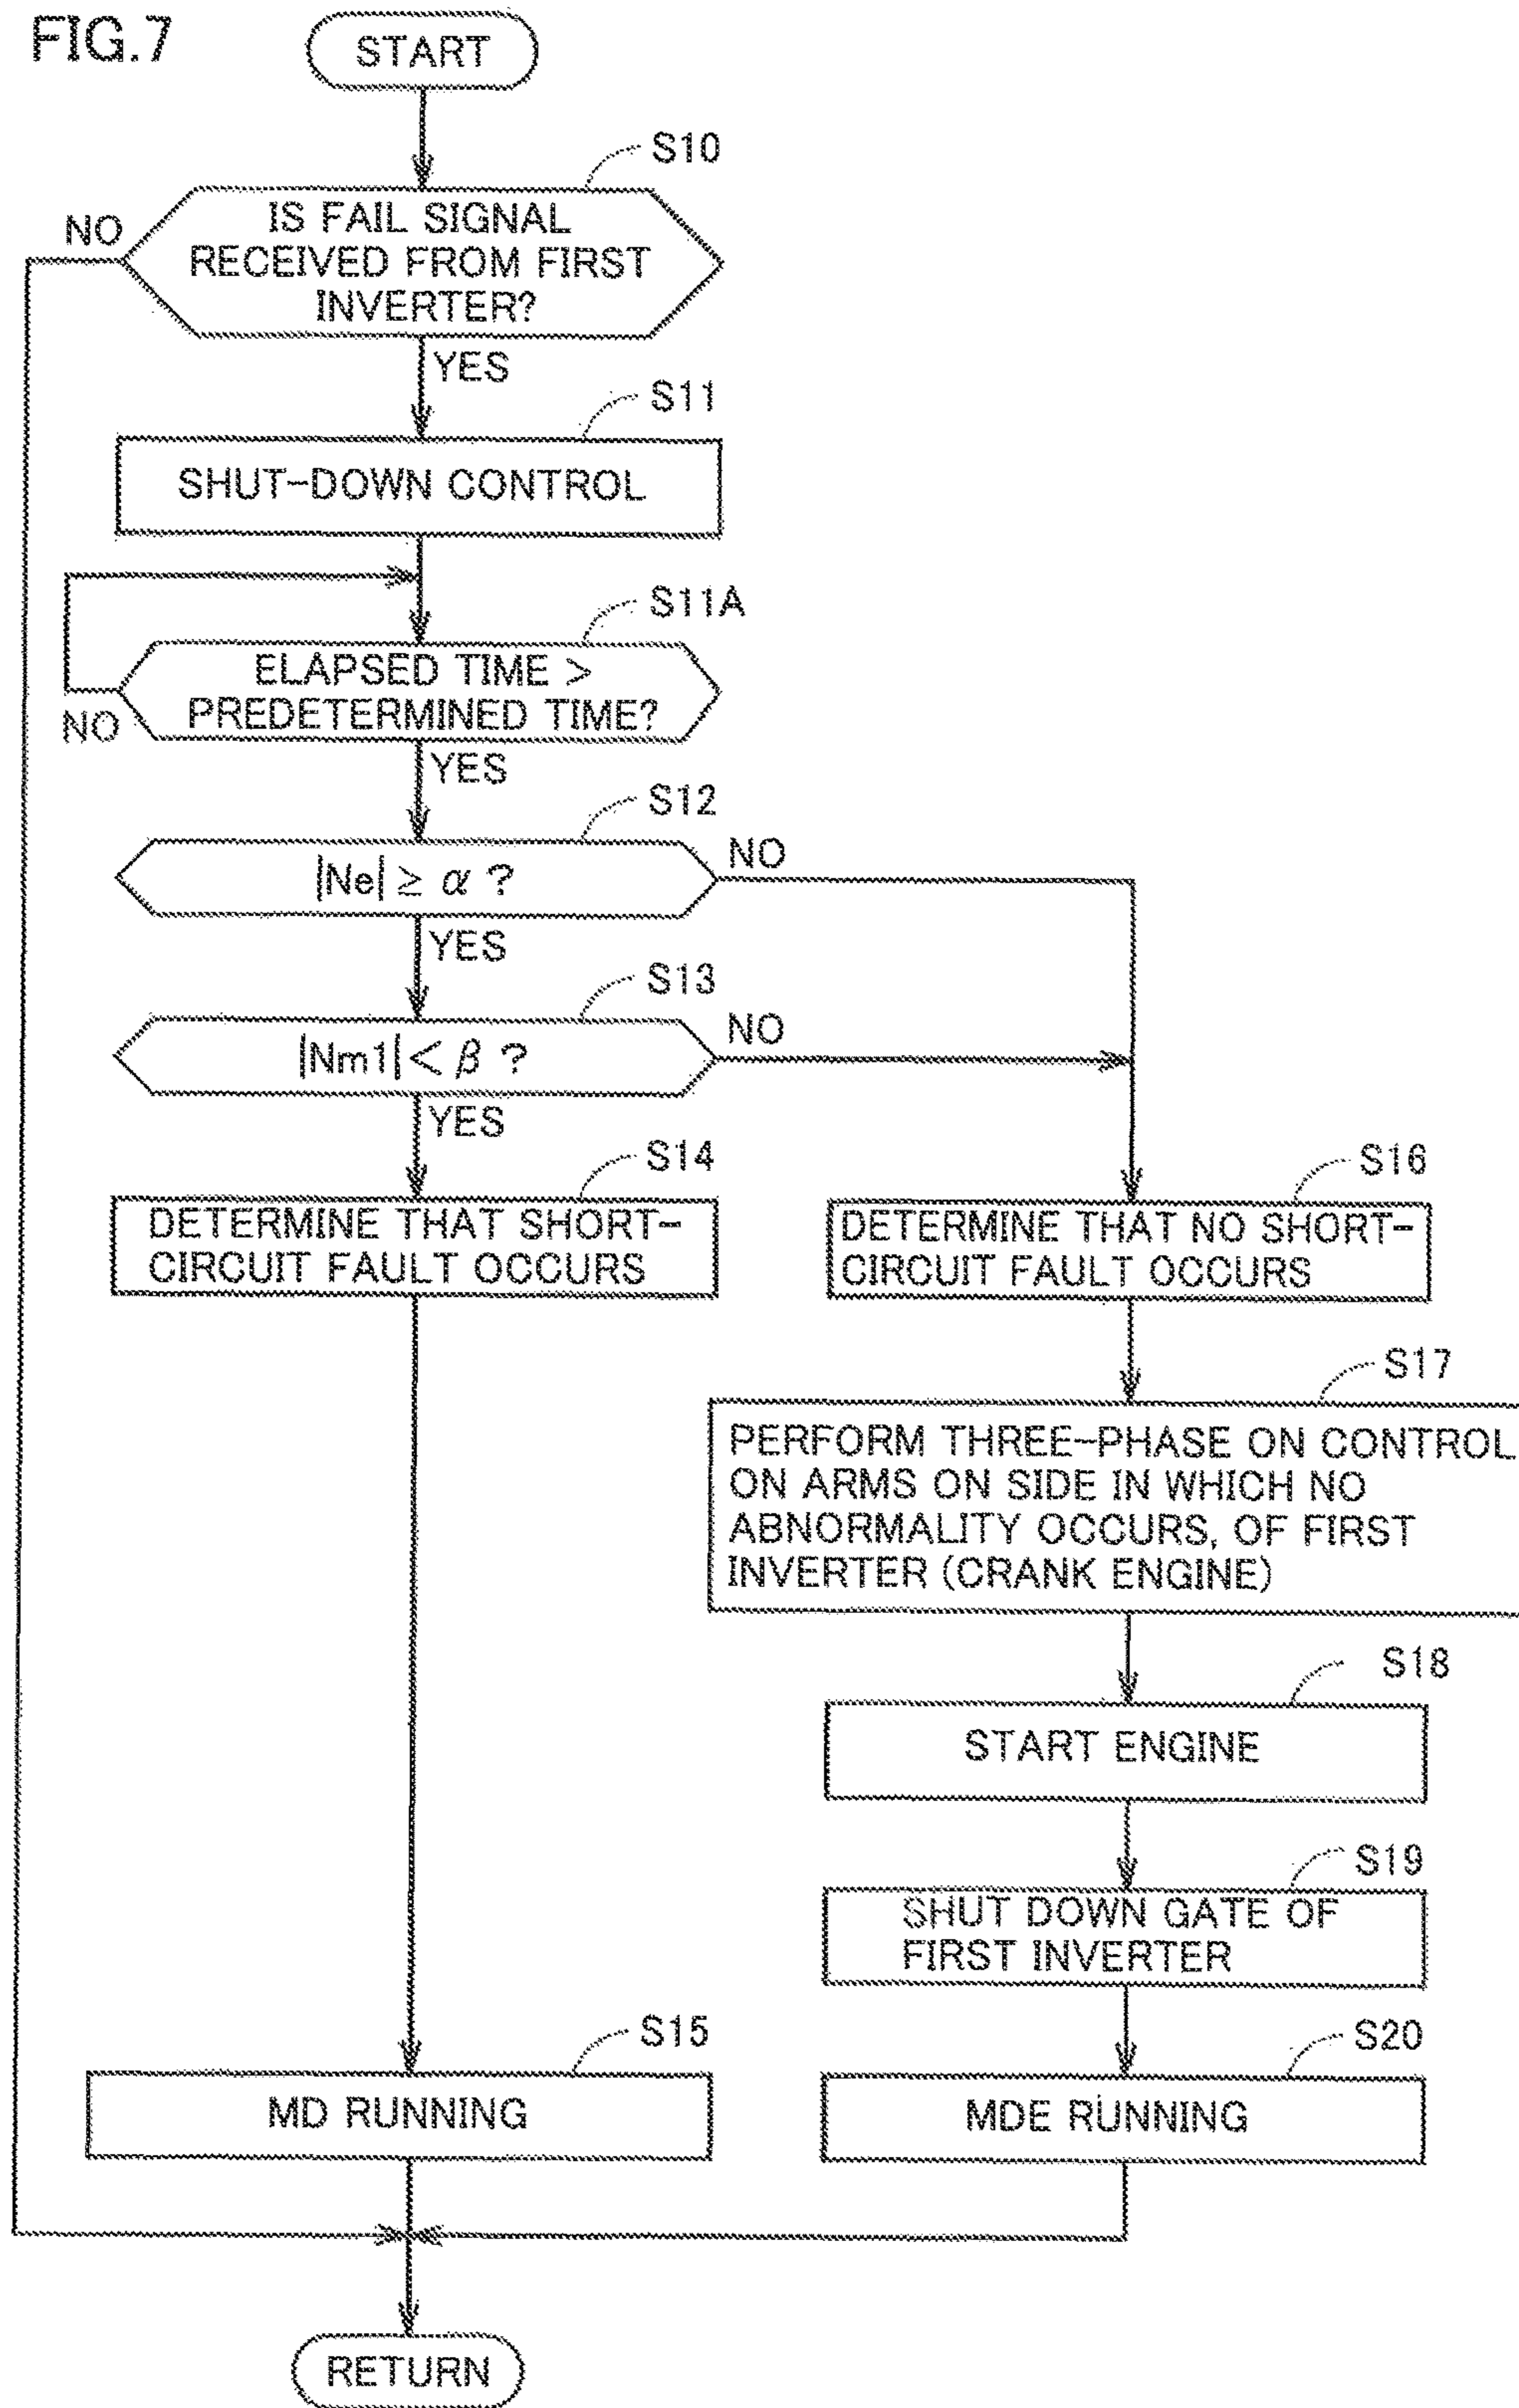 FIG.7
START
S10
NO
IS FAIL SIGNAL
RECEIVED FROM FIRST
INVERTER?
YES
S11
SHUT-DOWN CONTROL
S11A
ELAPSED TIME >
PREDETERMINED TIME?
NO
YES
S12
|Ne| ≥ α ?
NO
YES
S13
|Nm1| < β ?
NO
YES
S14
DETERMINE THAT SHORT-
CIRCUIT FAULT OCCURS
S16
DETERMINE THAT NO SHORT-
CIRCUIT FAULT OCCURS
S17
PERFORM THREE-PHASE ON CONTROL
ON ARMS ON SIDE IN WHICH NO
ABNORMALITY OCCURS, OF FIRST
INVERTER (CRANK ENGINE)
S18
START ENGINE
S19
SHUT DOWN GATE OF
FIRST INVERTER
S15
MD RUNNING
S20
MDE RUNNING
RETURN